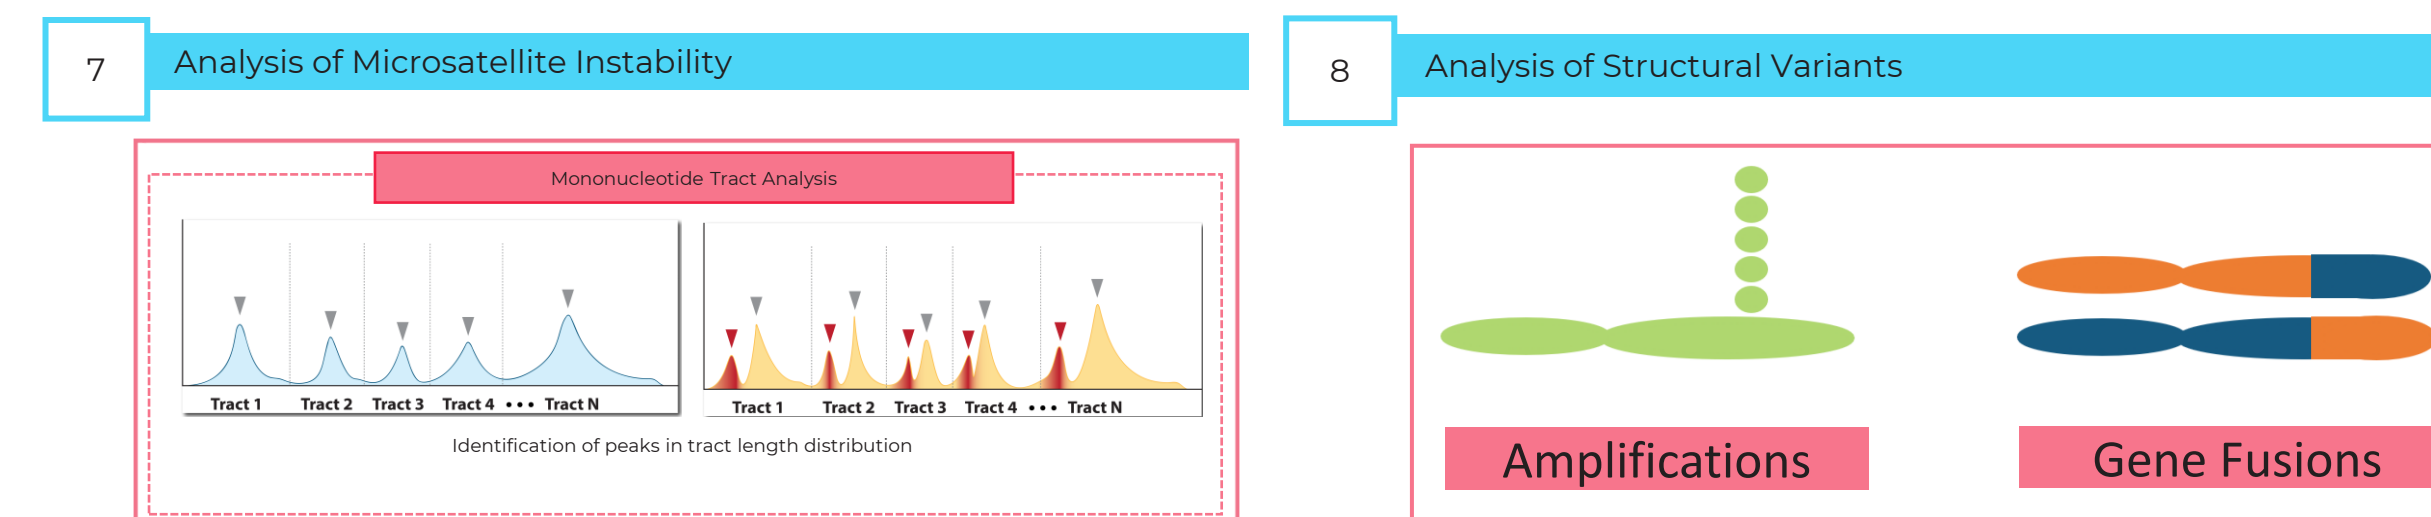 7
Analysis of Microsatellite Instability
Mononucleotide Tract Analysis
Tract 1 Tract 2 Tract 3 Tract 4 ••• Tract N
Tract 1 Tract 2 Tract 3 Tract 4 ••• Tract N
Identification of peaks in tract length distribution
8
Analysis of Structural Variants
Amplifications
Gene Fusions